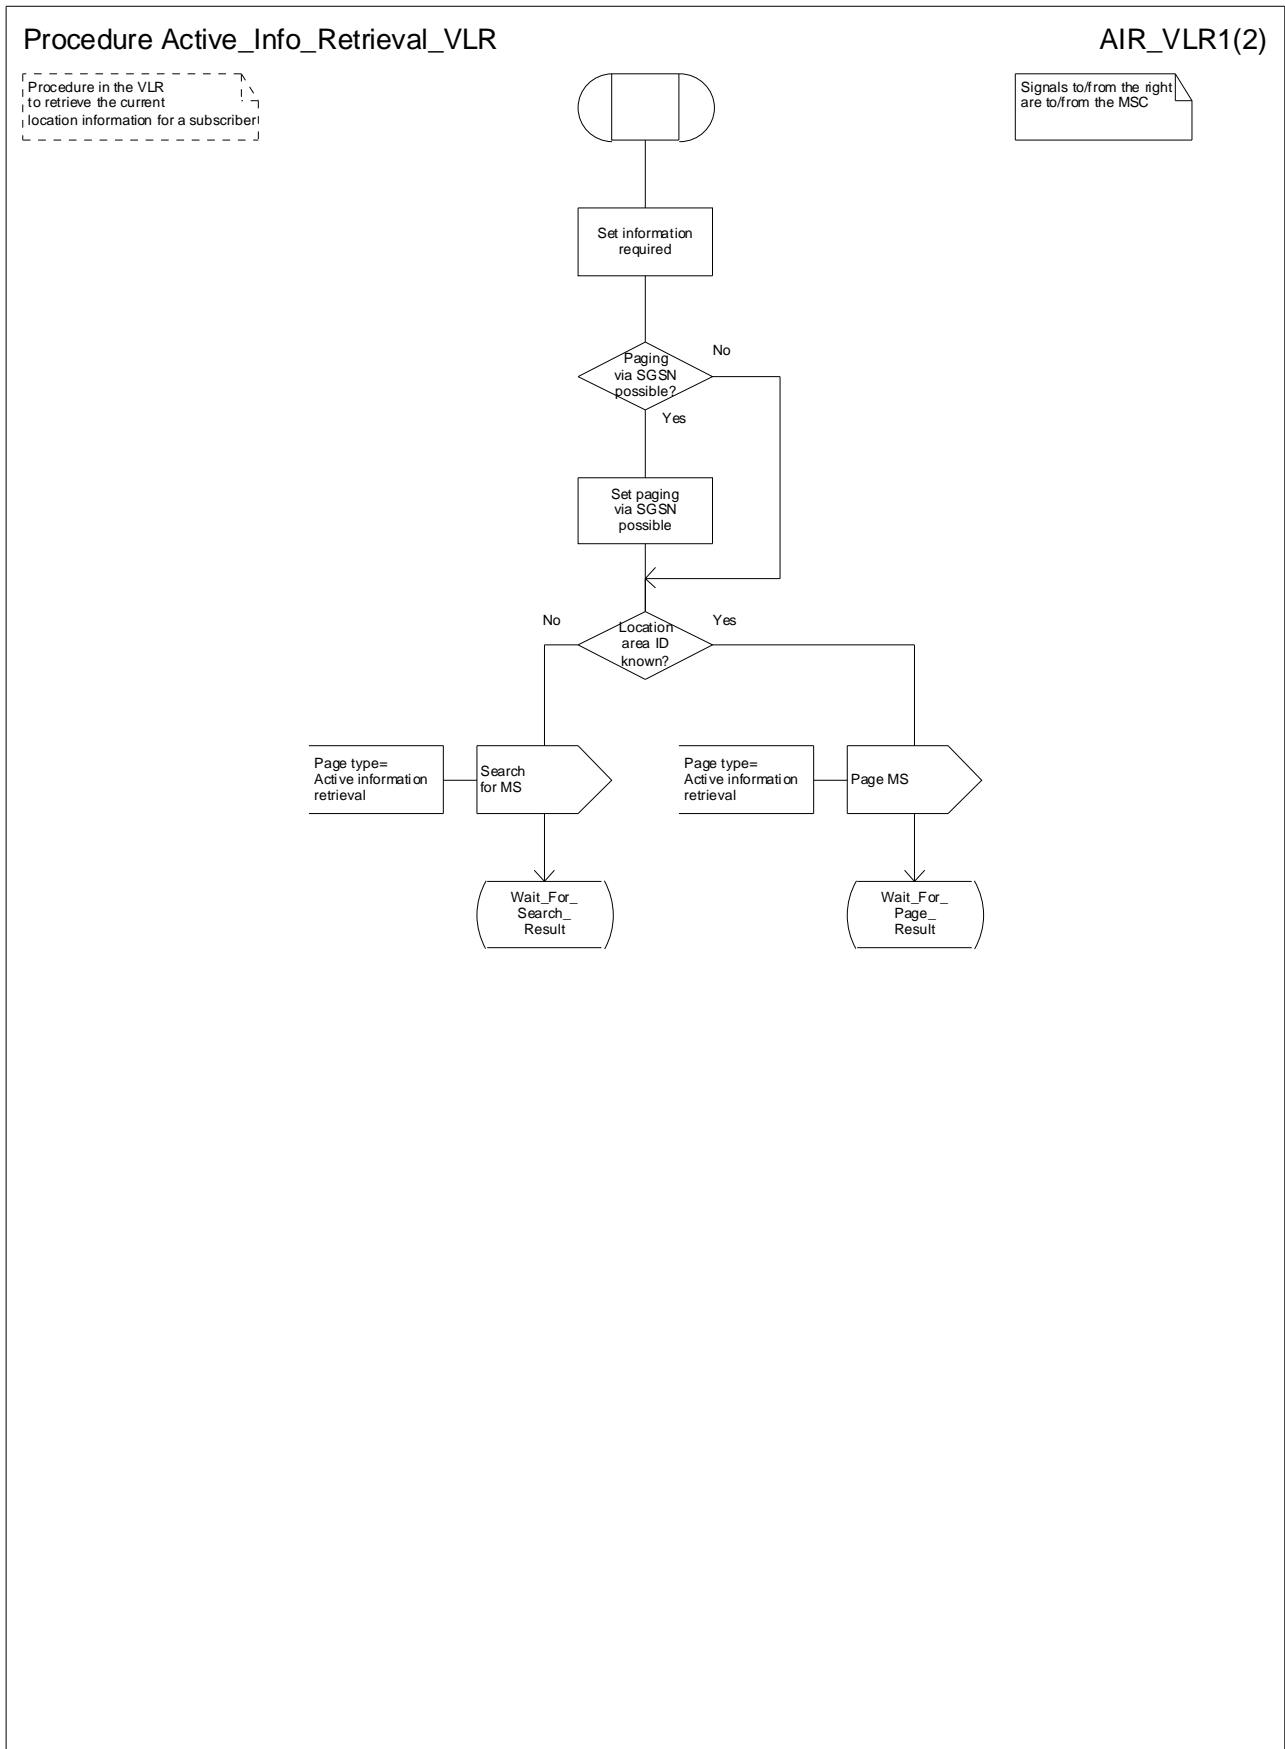 Procedure Active_Info_Retrieval_VLR
AIR_VLR1(2)
Procedure in the VLR
to retrieve the current
location information for a subscriber
Signals to/from the right
are to/from the MSC
Set information
required
Paging
via SGSN
possible?
No
Yes
Set paging
via SGSN
possible
No
Location
area ID
known?
Yes
Page type=
Active information
retrieval
Search
for MS
Page type=
Active information
retrieval
Page MS
Wait_For_
Search_
Result
Wait_For_
Page_
Result